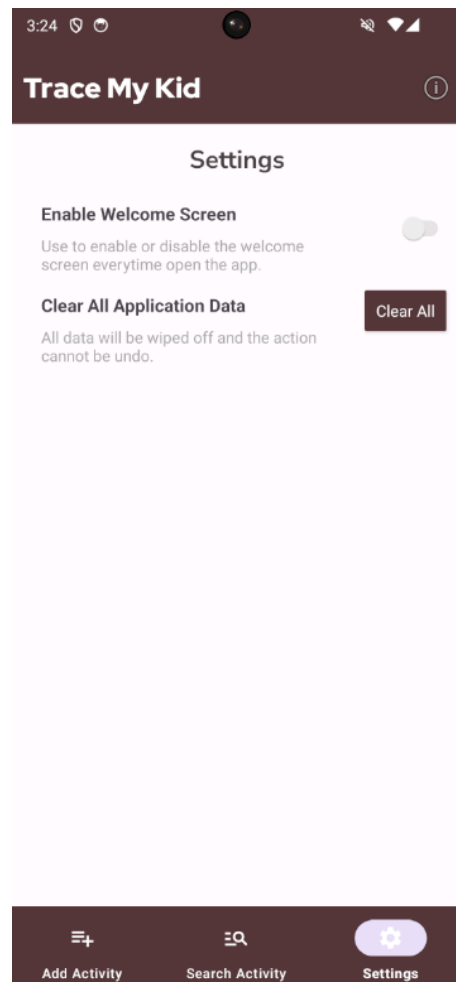 3:24
Trace My Kid
Settings
Enable Welcome Screen
Use to enable or disable the welcome
screen everytime open the app.
Clear All Application Data
Clear All
All data will be wiped off and the action
cannot be undo.
Add Activity
Search Activity
Settings